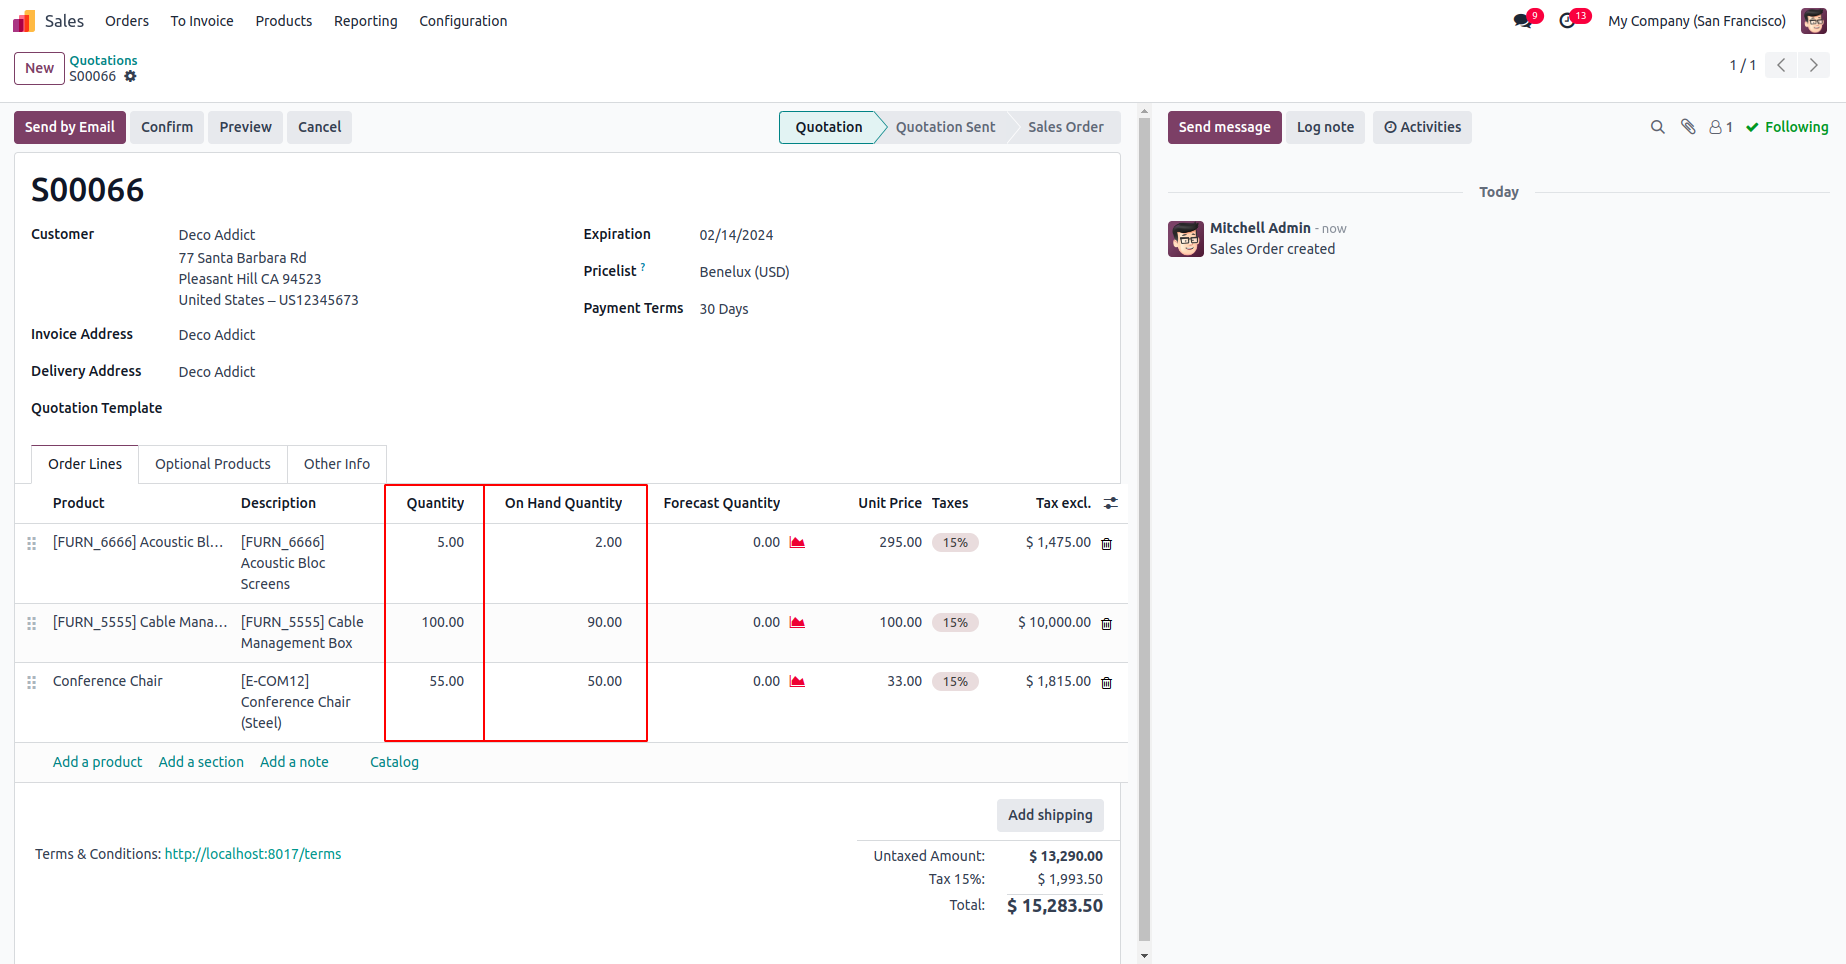 Sales Orders To Invoice Products Reporting Configuration 9 13 My Company (San Francisco)
New Quotations
S00066
1 / 1
Send by Email Confirm Preview Cancel Quotation Quotation Sent Sales Order Send message Log note Activities 1 Following
S00066
Today
Customer Deco Addict Expiration 02/14/2024 Mitchell Admin - now
77 Santa Barbara Rd Sales Order created
Pleasant Hill CA 94523 Pricelist ? Benelux (USD)
United States – US12345673 Payment Terms 30 Days
Invoice Address Deco Addict
Delivery Address Deco Addict
Quotation Template
Order Lines Optional Products Other Info
Product Description Quantity On Hand Quantity Forecast Quantity Unit Price Taxes Tax excl.
[FURN_6666] Acoustic Bl... [FURN_6666] 5.00 2.00 0.00 295.00 15% $ 1,475.00
Acoustic Bloc
Screens
[FURN_5555] Cable Mana... [FURN_5555] Cable 100.00 90.00 0.00 100.00 15% $ 10,000.00
Management Box
Conference Chair [E-COM12] 55.00 50.00 0.00 33.00 15% $ 1,815.00
Conference Chair
(Steel)
Add a product Add a section Add a note Catalog
Add shipping
Terms & Conditions: http://localhost:8017/terms Untaxed Amount: $ 13,290.00
Tax 15%: $ 1,993.50
Total: $ 15,283.50